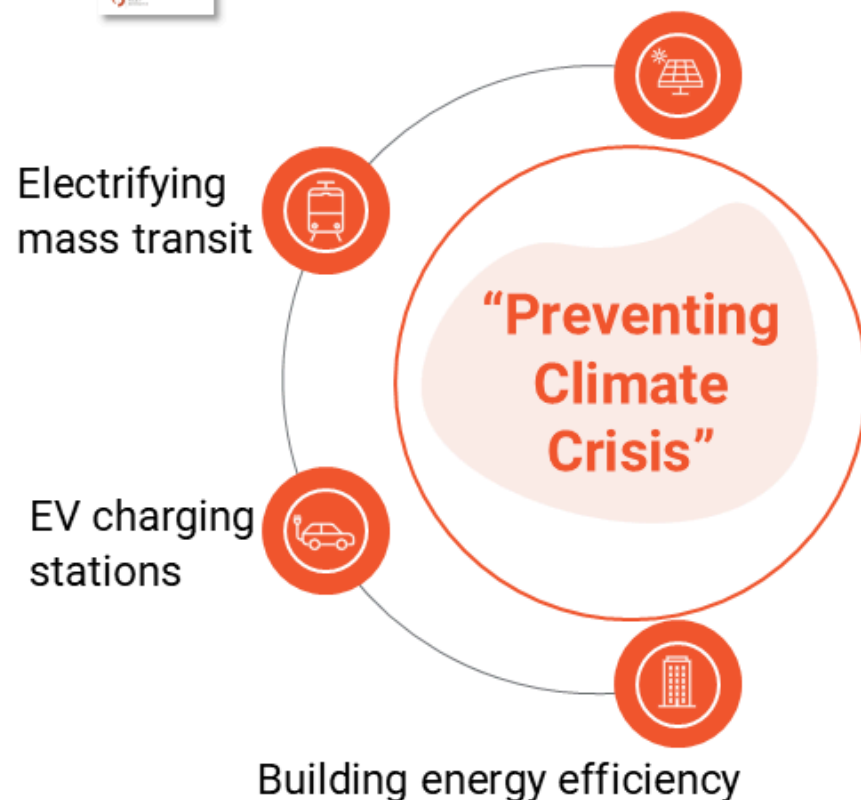 Electrifying
mass transit
“Preventing
Climate
Crisis”
EV charging
stations
Building energy efficiency